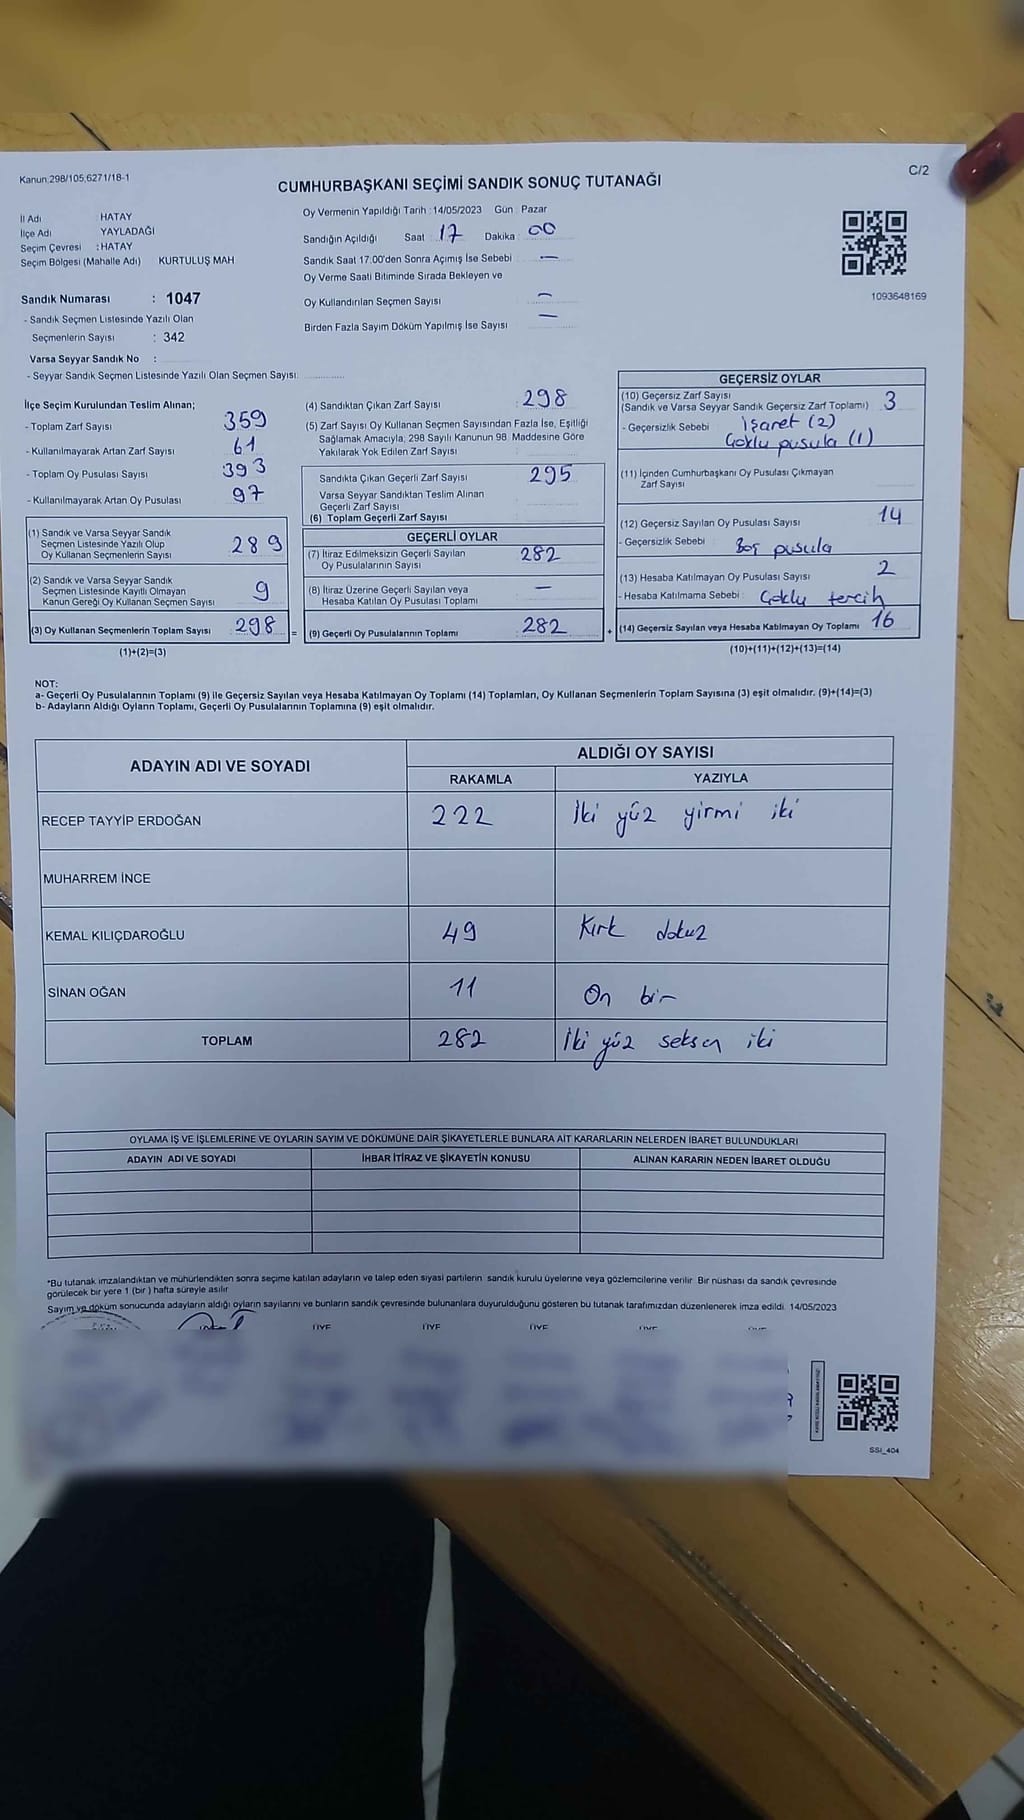 Kanun:298/105,6271/18-1
C/2
CUMHURBAŞKANI SEÇİMİ SANDIK SONUÇ TUTANAĞI
İl Adı : HATAY
İlçe Adı : YAYLADAĞI
Seçim Çevresi : HATAY
Seçim Bölgesi (Mahalle Adı) KURTULUŞ MAH
Sandık Numarası : 1047
- Sandık Seçmen Listesinde Yazılı Olan
Seçmenlerin Sayısı : 342
Varsa Seyyar Sandık No :
- Seyyar Sandık Seçmen Listesinde Yazılı Olan Seçmen Sayısı:
Oy Vermenin Yapıldığı Tarih : 14/05/2023 Gün : Pazar
Sandığın Açıldığı Saat : 17 Dakika : 00
Sandık Saat 17:00'den Sonra Açımış İse Sebebi : —
Oy Verme Saati Bitiminde Sırada Bekleyen ve
Oy Kullandırılan Seçmen Sayısı : —
Birden Fazla Sayım Döküm Yapılmış İse Sayısı : —
1093648169
İlçe Seçim Kurulundan Teslim Alınan;
- Toplam Zarf Sayısı : 359
- Kullanılmayarak Artan Zarf Sayısı : 61
- Toplam Oy Pusulası Sayısı : 393
- Kullanılmayarak Artan Oy Pusulası : 97
(1) Sandık ve Varsa Seyyar Sandık
Seçmen Listesinde Yazılı Olup
Oy Kullanan Seçmenlerin Sayısı : 289
(2) Sandık ve Varsa Seyyar Sandık
Seçmen Listesinde Kayıtlı Olmayan
Kanun Gereği Oy Kullanan Seçmen Sayısı : 9
(3) Oy Kullanan Seçmenlerin Toplam Sayısı : 298 =
(1)+(2)=(3)
(4) Sandıktan Çıkan Zarf Sayısı : 298
(5) Zarf Sayısı Oy Kullanan Seçmen Sayısından Fazla İse, Eşitliği
Sağlamak Amacıyla, 298 Sayılı Kanunun 98. Maddesine Göre
Yakılarak Yok Edilen Zarf Sayısı :
Sandıkta Çıkan Geçerli Zarf Sayısı : 295
Varsa Seyyar Sandıktan Teslim Alınan
Geçerli Zarf Sayısı :
(6) Toplam Geçerli Zarf Sayısı :
GEÇERLİ OYLAR
(7) İtiraz Edilmeksizin Geçerli Sayılan
Oy Pusulalarının Sayısı : 282
(8) İtiraz Üzerine Geçerli Sayılan veya
Hesaba Katılan Oy Pusulası Toplamı : —
(9) Geçerli Oy Pusulalarının Toplamı : 282 +
GEÇERSİZ OYLAR
(10) Geçersiz Zarf Sayısı
(Sandık ve Varsa Seyyar Sandık Geçersiz Zarf Toplamı) : 3
- Geçersizlik Sebebi : İşaret (2)
Çoklu pusula (1)
(11) İçinden Cumhurbaşkanı Oy Pusulası Çıkmayan
Zarf Sayısı :
(12) Geçersiz Sayılan Oy Pusulası Sayısı : 14
- Geçersizlik Sebebi : Boş pusula
(13) Hesaba Katılmayan Oy Pusulası Sayısı : 2
- Hesaba Katılmama Sebebi : Çoklu tercih
(14) Geçersiz Sayılan veya Hesaba Katılmayan Oy Toplamı : 16
(10)+(11)+(12)+(13)=(14)
NOT:
a- Geçerli Oy Pusulalarının Toplamı (9) ile Geçersiz Sayılan veya Hesaba Katılmayan Oy Toplamı (14) Toplamları, Oy Kullanan Seçmenlerin Toplam Sayısına (3) eşit olmalıdır. (9)+(14)=(3)
b- Adayların Aldığı Oyların Toplamı, Geçerli Oy Pusulalarının Toplamına (9) eşit olmalıdır.
ADAYIN ADI VE SOYADI ALDIĞI OY SAYISI
RAKAMLA YAZIYLA
RECEP TAYYİP ERDOĞAN 222 İki yüz yirmi iki
MUHARREM İNCE
KEMAL KILIÇDAROĞLU 49 Kırk dokuz
SİNAN OĞAN 11 On bir
TOPLAM 282 İki yüz seksen iki
OYLAMA İŞ VE İŞLEMLERİNE VE OYLARIN SAYIM VE DÖKÜMÜNE DAİR ŞİKAYETLERLE BUNLARA AİT KARARLARIN NELERDEN İBARET BULUNDUKLARI
ADAYIN ADI VE SOYADI İHBAR İTİRAZ VE ŞİKAYETİN KONUSU ALINAN KARARIN NEDEN İBARET OLDUĞU
*Bu tutanak imzalandıktan ve mühürlendikten sonra seçime katılan adayların ve talep eden siyasi partilerin sandık kurulu üyelerine veya gözlemcilerine verilir. Bir nüshası da sandık çevresinde
görülecek bir yere 1 (bir ) hafta süreyle asılır
Sayım ve döküm sonucunda adayların aldığı oyların sayılarını ve bunların sandık çevresinde bulunanlara duyurulduğunu gösteren bu tutanak tarafımızdan düzenlenerek imza edildi. 14/05/2023
ÜYE ÜYE ÜYE ÜYE
SSI_404